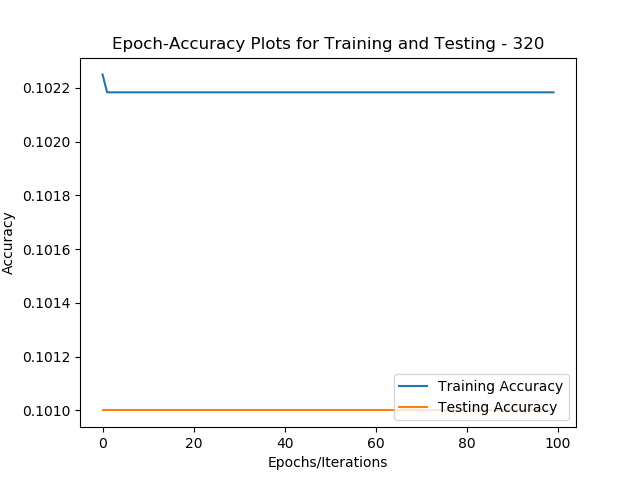 Epoch-Accuracy Plots for Training and Testing - 320
0.1022
0.1020
0.1018
0.1016
0.1014
0.1012
0.1010
Accuracy
Training Accuracy
Testing Accuracy
0 20 40 60 80 100
Epochs/Iterations